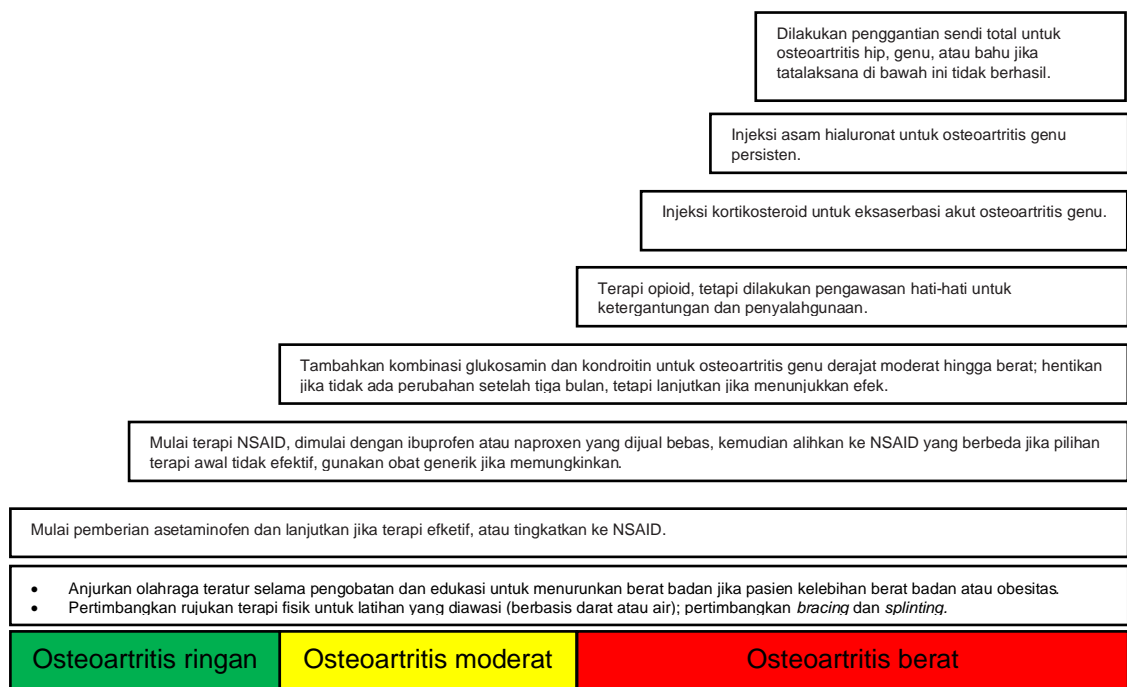 Dilakukan penggantian sendi total untuk
osteoartritis hip, genu, atau bahu jika
tatalaksana di bawah ini tidak berhasil.
Injeksi asam hialuronat untuk osteoartritis genu
persisten.
Injeksi kortikosteroid untuk eksaserbasi akut osteoartritis genu.
Terapi opioid, tetapi dilakukan pengawasan hati-hati untuk
ketergantungan dan penyalahgunaan.
Tambahkan kombinasi glukosamin dan kondroitin untuk osteoartritis genu derajat moderat hingga berat; hentikan
jika tidak ada perubahan setelah tiga bulan, tetapi lanjutkan jika menunjukkan efek.
Mulai terapi NSAID, dimulai dengan ibuprofen atau naproxen yang dijual bebas, kemudian alihkan ke NSAID yang berbeda jika pilihan
terapi awal tidak efektif, gunakan obat generik jika memungkinkan.
Mulai pemberian asetaminofen dan lanjutkan jika terapi efketif, atau tingkatkan ke NSAID.
• Anjurkan olahraga teratur selama pengobatan dan edukasi untuk menurunkan berat badan jika pasien kelebihan berat badan atau obesitas.
• Pertimbangkan rujukan terapi fisik untuk latihan yang diawasi (berbasis darat atau air); pertimbangkan bracing dan splinting.
Osteoartritis ringan
Osteoartritis moderat
Osteoartritis berat